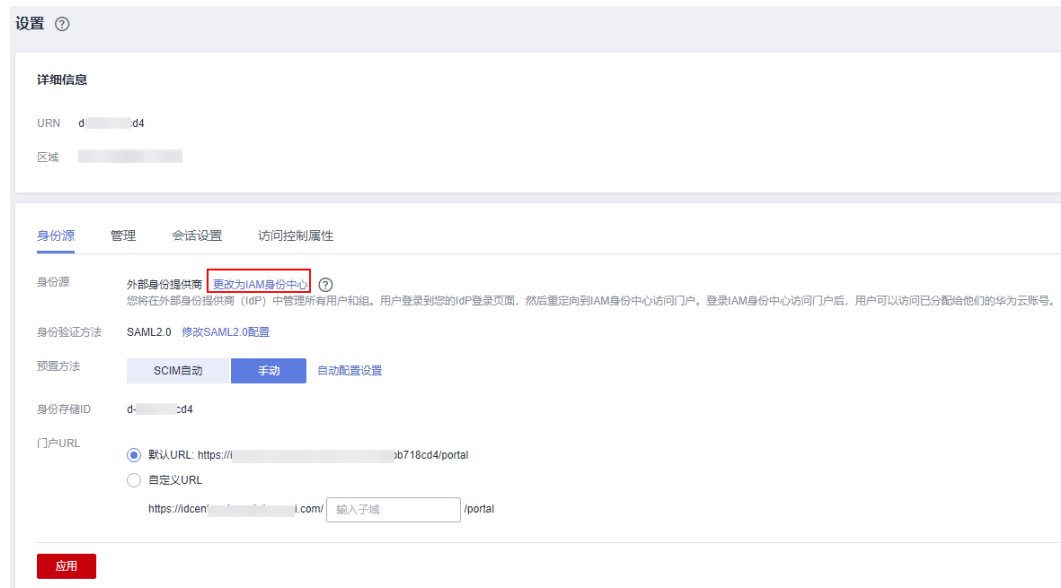 设置
详细信息
URN d- cd4
区域
身份源 管理 会话设置 访问控制属性
身份源 外部身份提供商 更改为IAM身份中心
您将在外部身份提供商（IdP）中管理所有用户和组。用户登录到您的IdP登录页面，然后重定向到IAM身份中心访问门户。登录IAM身份中心访问门户后，用户可以访问已分配给他们的华为云账号。
身份验证方法 SAML2.0 修改SAML2.0配置
预置方法 SCIM自动 手动 自动配置设置
身份存储ID d- cd4
门户URL
默认URL: https://i b718cd4/portal
自定义URL
https://idcen i.com/ 输入子域 /portal
应用